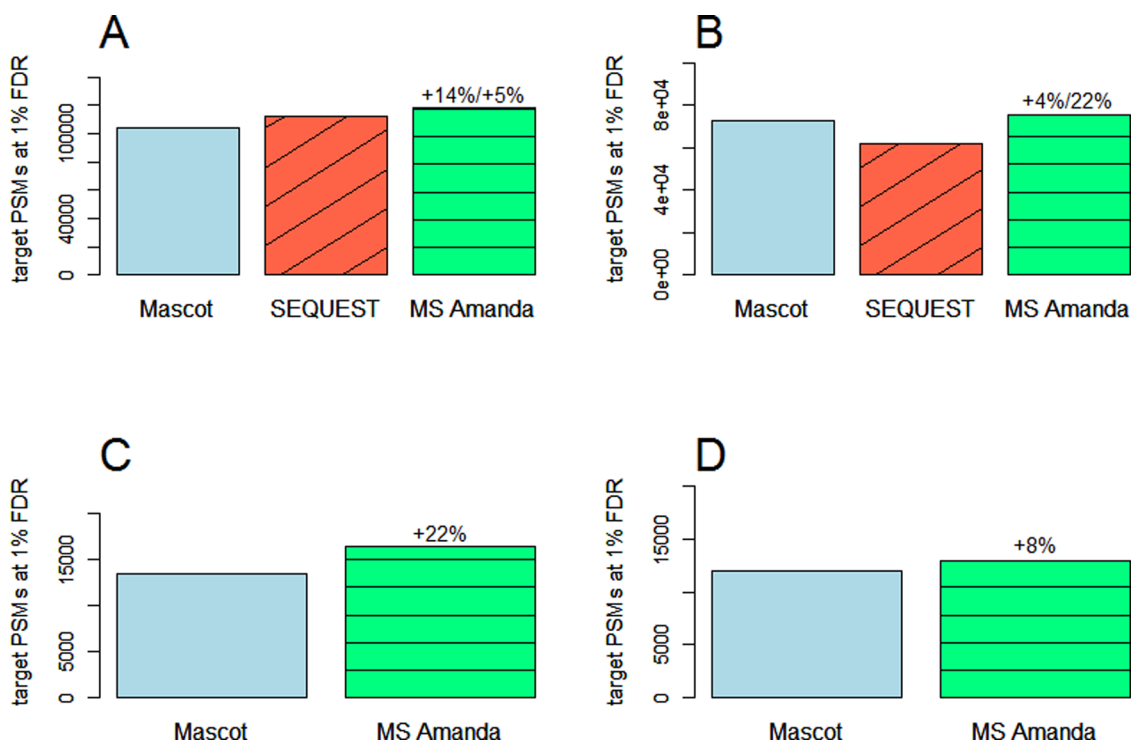 A
target PSMs at 1% FDR
0
40000
100000
+14%/+5%
Mascot SEQUEST MS Amanda
B
target PSMs at 1% FDR
0e+00
4e+04
8e+04
+4%/22%
Mascot SEQUEST MS Amanda
C
target PSMs at 1% FDR
0
5000
15000
+22%
Mascot MS Amanda
D
target PSMs at 1% FDR
0
5000
15000
+8%
Mascot MS Amanda